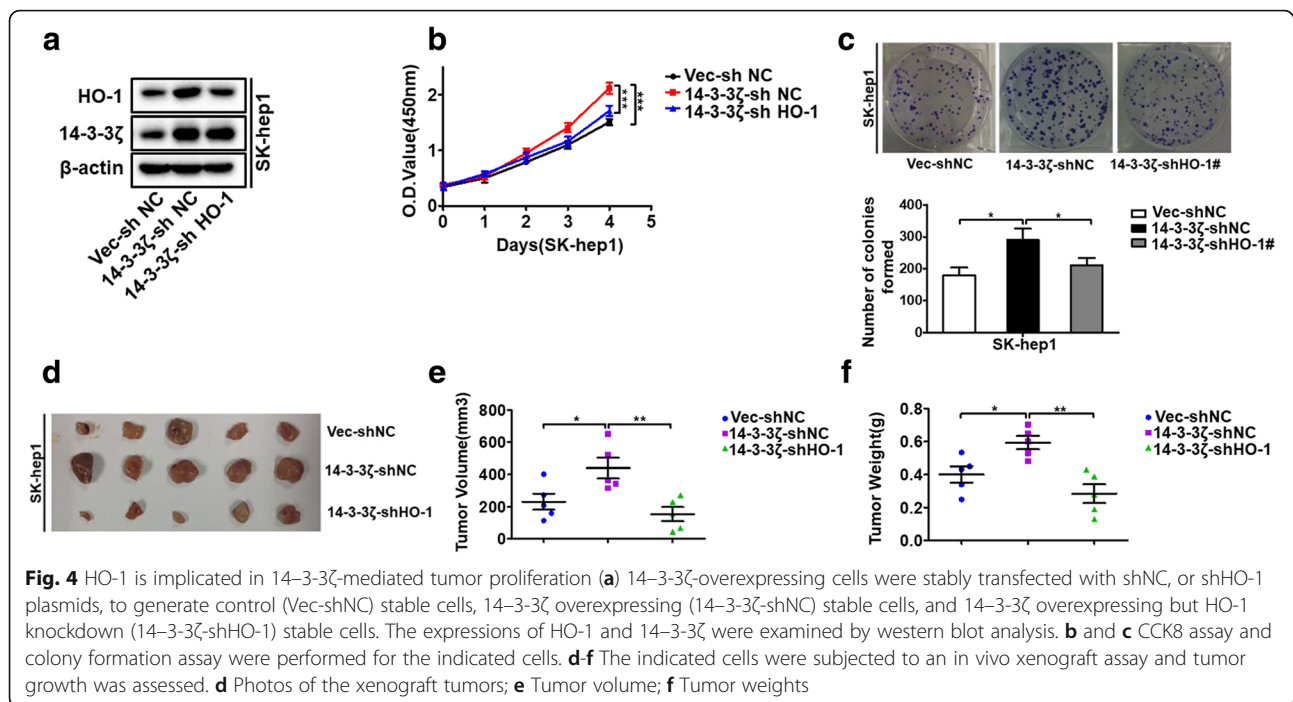 a
HO-1
14-3-3ζ
β-actin
SK-hep1
Vec-sh NC
14-3-3ζ-sh NC
14-3-3ζ-sh HO-1
b
O.D.Value(450nm)
2
1
0
0 1 2 3 4 5
Days(SK-hep1)
Vec-sh NC
14-3-3ζ-sh NC
14-3-3ζ-sh HO-1
***
***
c
SK-hep1
Vec-shNC 14-3-3ζ-shNC 14-3-3ζ-shHO-1#
Number of colonies
formed
400
300
200
100
0
* *
SK-hep1
Vec-shNC
14-3-3ζ-shNC
14-3-3ζ-shHO-1#
d
SK-hep1
Vec-shNC
14-3-3ζ-shNC
14-3-3ζ-shHO-1
e
Tumor Volume(mm3)
800
600
400
200
0
* **
Vec-shNC
14-3-3ζ-shNC
14-3-3ζ-shHO-1
f
Tumor Weight(g)
0.8
0.6
0.4
0.2
0.0
* **
Vec-shNC
14-3-3ζ-shNC
14-3-3ζ-shHO-1
Fig. 4 HO-1 is implicated in 14–3-3ζ-mediated tumor proliferation (a) 14–3-3ζ-overexpressing cells were stably transfected with shNC, or shHO-1
plasmids, to generate control (Vec-shNC) stable cells, 14–3-3ζ overexpressing (14–3-3ζ-shNC) stable cells, and 14–3-3ζ overexpressing but HO-1
knockdown (14–3-3ζ-shHO-1) stable cells. The expressions of HO-1 and 14–3-3ζ were examined by western blot analysis. b and c CCK8 assay and
colony formation assay were performed for the indicated cells. d-f The indicated cells were subjected to an in vivo xenograft assay and tumor
growth was assessed. d Photos of the xenograft tumors; e Tumor volume; f Tumor weights